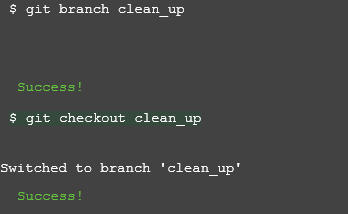 $ git branch clean_up
Success!
$ git checkout clean_up
Switched to branch 'clean_up'
Success!